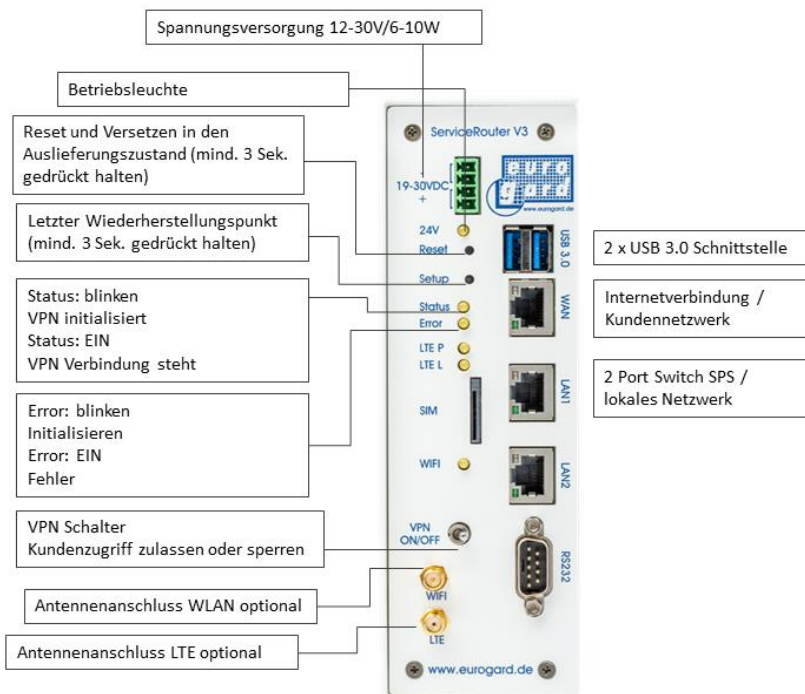 Spannungsversorgung 12-30V/6-10W
Betriebsleuchte
Reset und Versetzen in den
Auslieferungszustand (mind. 3 Sek.
gedrückt halten)
Letzter Wiederherstellungspunkt
(mind. 3 Sek. gedrückt halten)
Status: blinken
VPN initialisiert
Status: EIN
VPN Verbindung steht
Error: blinken
Initialisieren
Error: EIN
Fehler
VPN Schalter
Kundenzugriff zulassen oder sperren
Antennenanschluss WLAN optional
Antennenanschluss LTE optional
ServiceRouter V3
-
19-30VDC
+
euro
gard
www.eurogard.de
24V
Reset
Setup
Status
Error
LTE P
LTE L
SIM
WIFI
VPN
ON/OFF
WIFI
LTE
USB 3.0
WAN
LAN1
LAN2
RS232
www.eurogard.de
2 x USB 3.0 Schnittstelle
Internetverbindung /
Kundennetzwerk
2 Port Switch SPS /
lokales Netzwerk